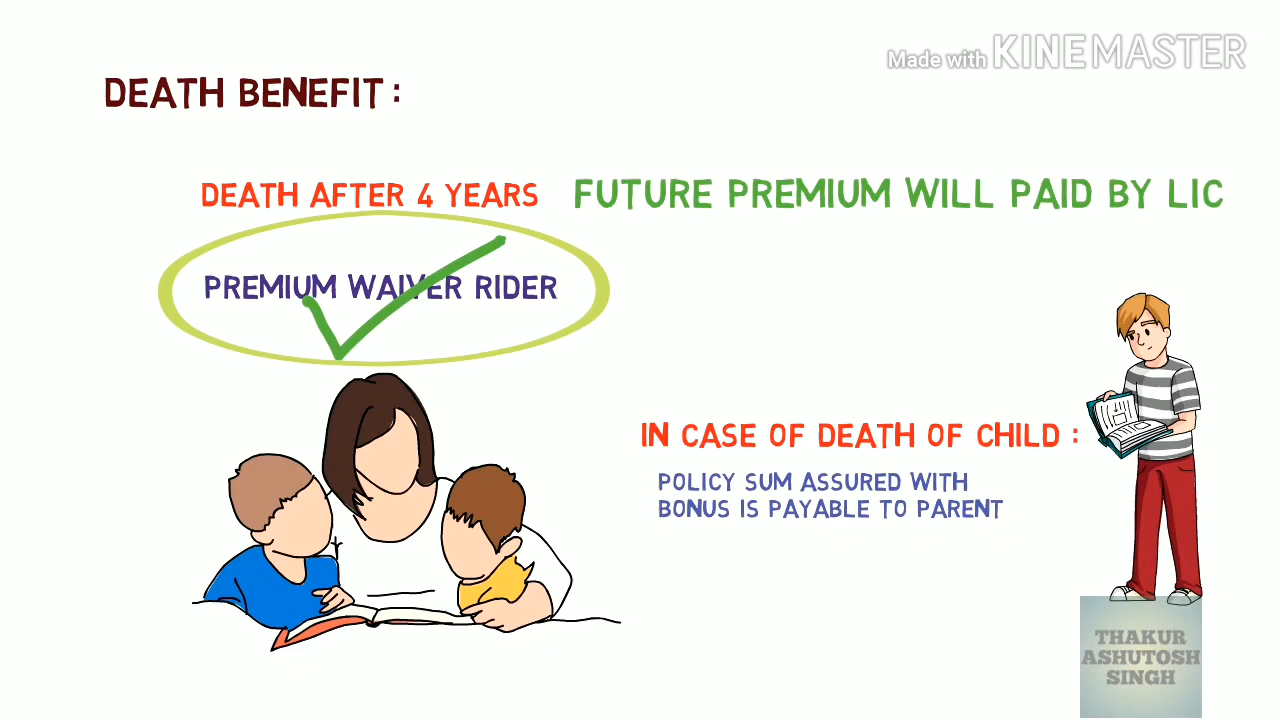 Made with KINEMASTER
DEATH BENEFIT :
DEATH AFTER 4 YEARS FUTURE PREMIUM WILL PAID BY LIC
PREMIUM WAIVER RIDER
IN CASE OF DEATH OF CHILD :
POLICY SUM ASSURED WITH
BONUS IS PAYABLE TO PARENT
THAKUR
ASHUTOSH
SINGH